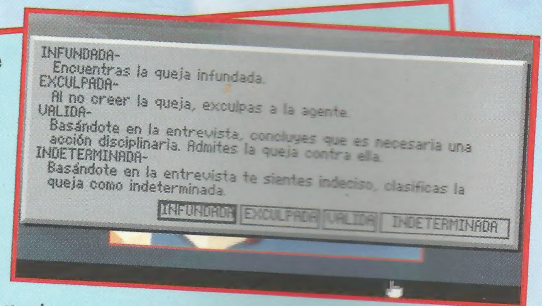 INFUNDADA-
Encuentras la queja infundada.
EXCULPADA-
Al no creer la queja, exculpas a la agente.
VALIDA-
Basándote en la entrevista, concluyes que es necesaria una
acción disciplinaria. Admites la queja contra ella.
INDETERMINADA-
Basándote en la entrevista te sientes indeciso, clasificas la
queja como indeterminada.
INFUNDADA EXCULPADA VALIDA INDETERMINADA